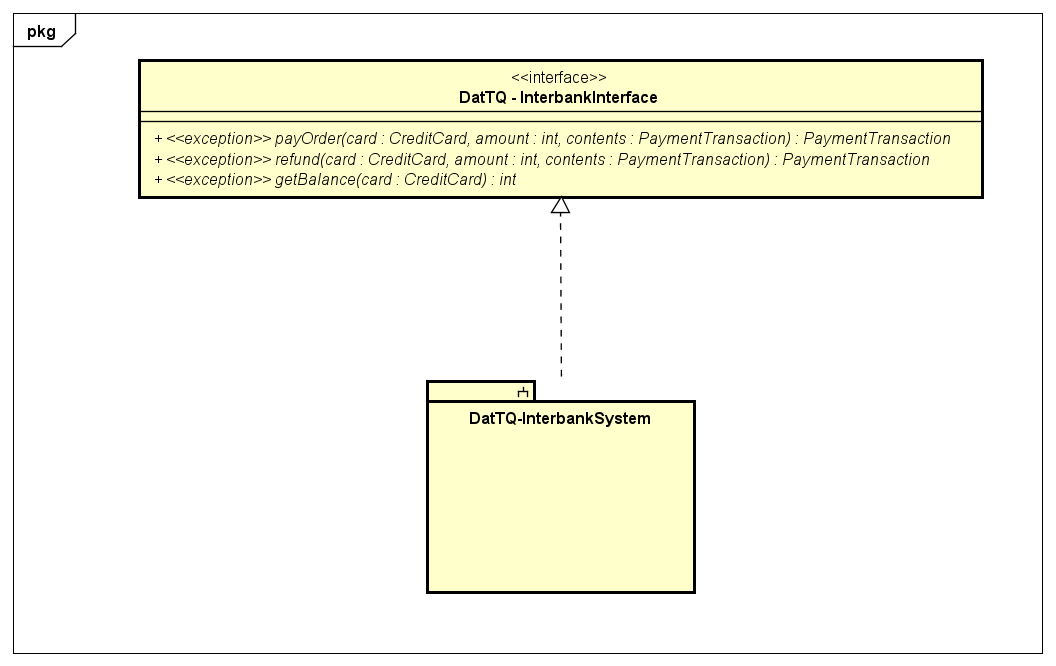 pkg
<<interface>>
DatTQ - InterbankInterface
+ <<exception>> payOrder(card : CreditCard, amount : int, contents : PaymentTransaction) : PaymentTransaction
+ <<exception>> refund(card : CreditCard, amount : int, contents : PaymentTransaction) : PaymentTransaction
+ <<exception>> getBalance(card : CreditCard) : int
DatTQ-InterbankSystem